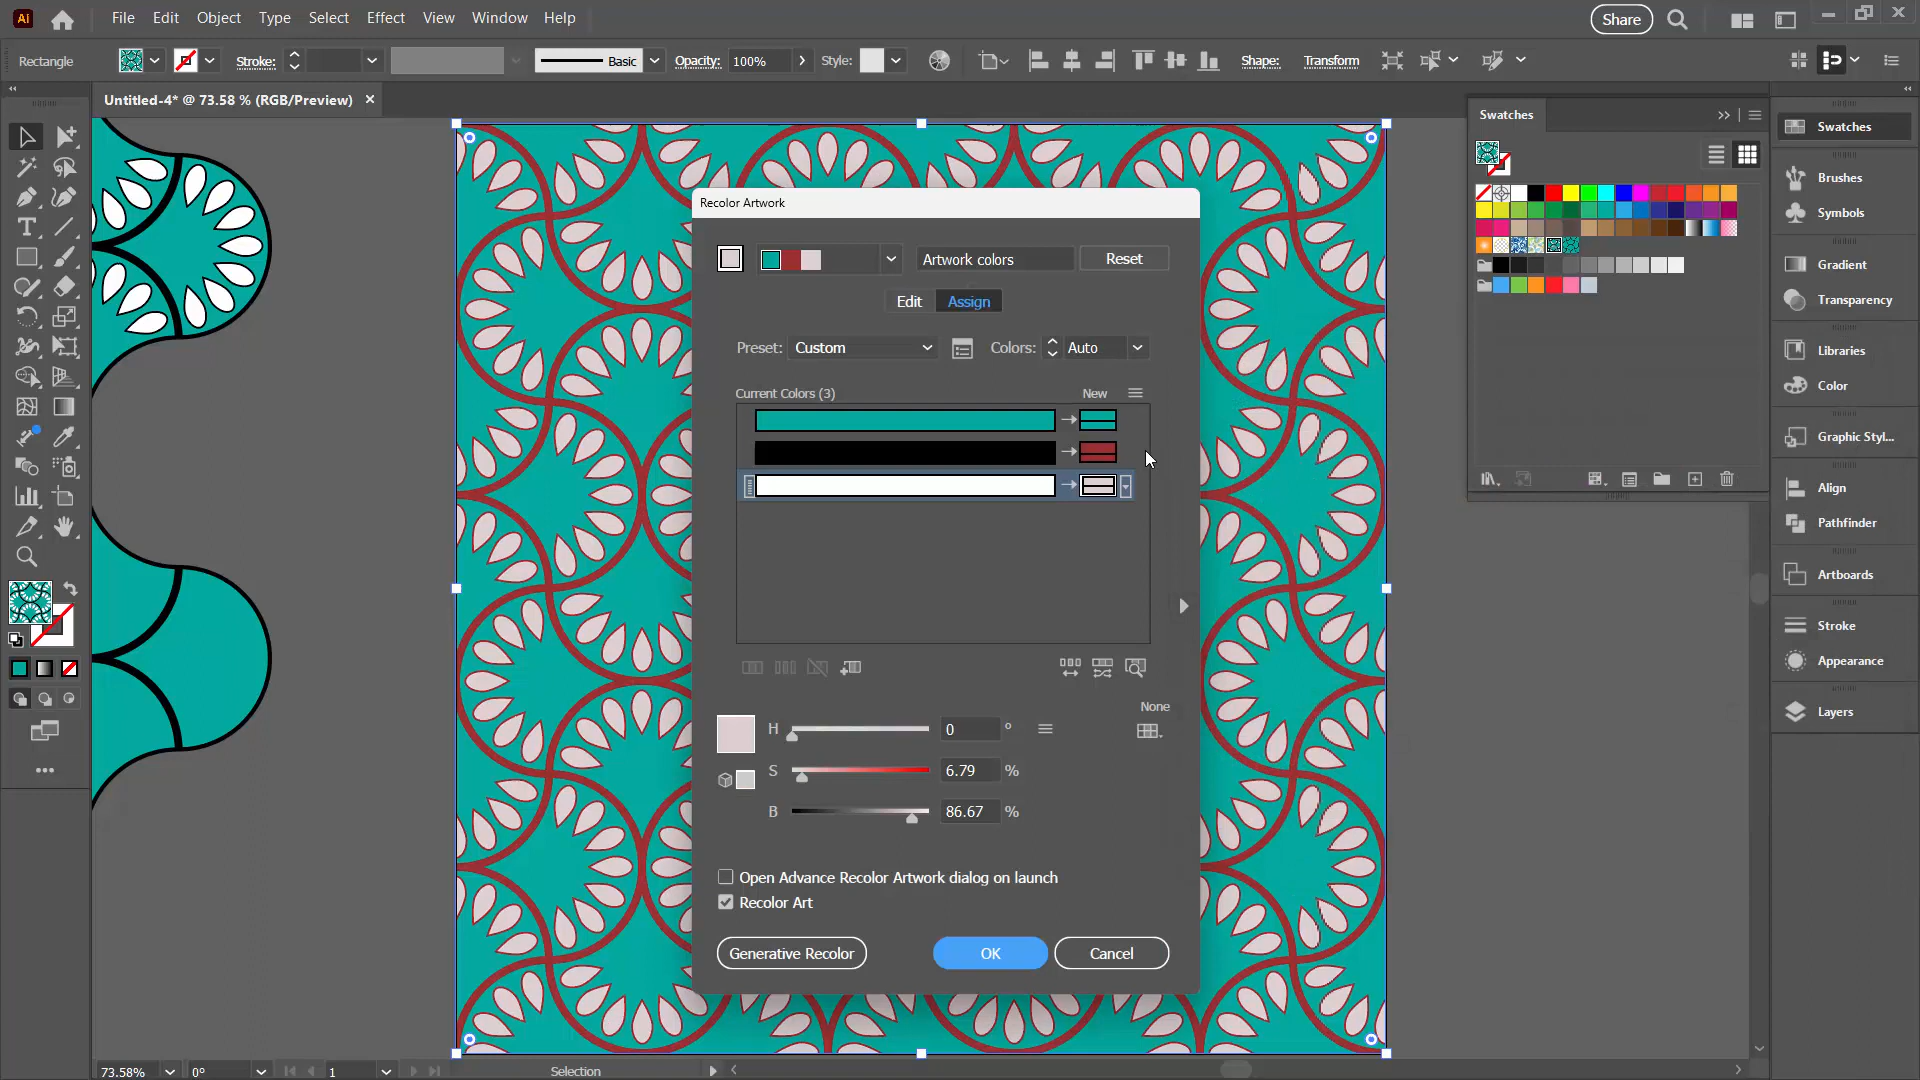 Ai File Edit Object Type Select Effect View Window Help Share
Rectangle Stroke: Basic Opacity: 100% Style: Shape: Transform
Untitled-4* @ 73.58 % (RGB/Preview)
Recolor Artwork
Artwork colors Reset
Edit Assign
Preset: Custom Colors: Auto
Current Colors (3) New
None
H 0 °
S 6.79 %
B 86.67 %
Open Advance Recolor Artwork dialog on launch
Recolor Art
Generative Recolor OK Cancel
Swatches
Swatches
Brushes
Symbols
Gradient
Transparency
Libraries
Color
Graphic Styl...
Align
Pathfinder
Artboards
Stroke
Appearance
Layers
73.58% 0° 1 Selection